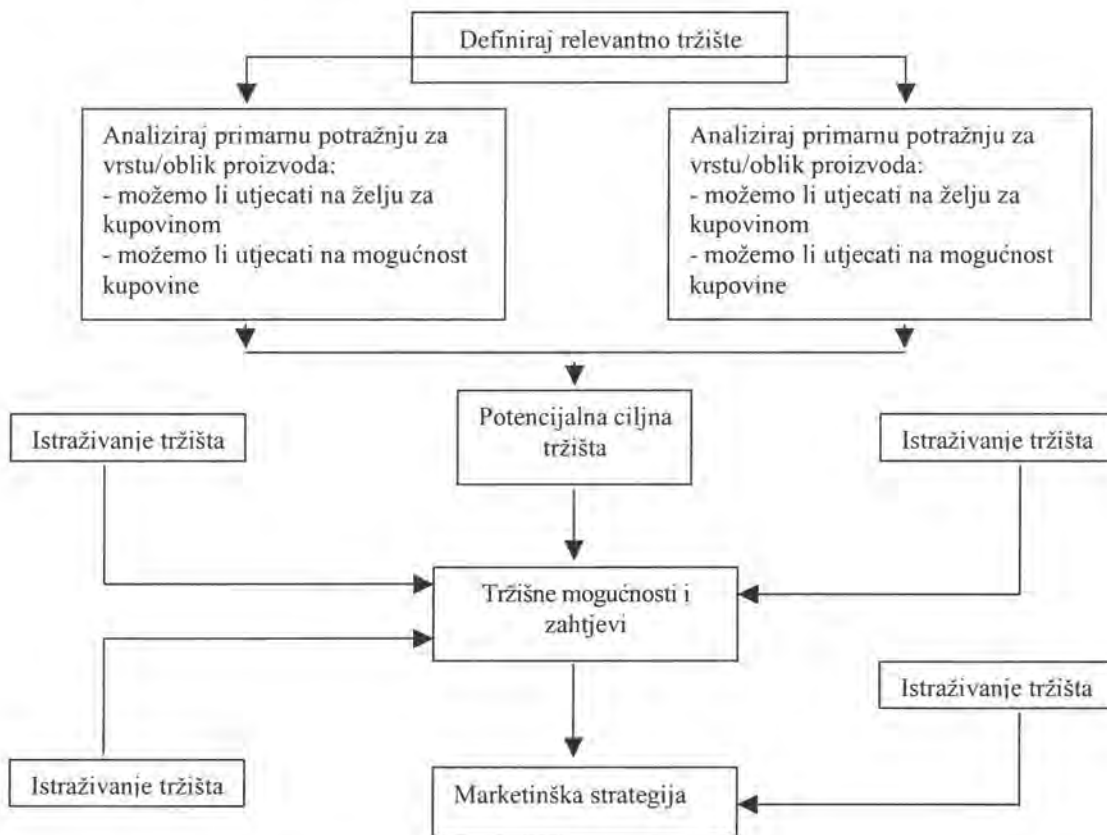 Definiraj relevantno tržište
Analiziraj primarnu potražnju za
vrstu/oblik proizvoda:
- možemo li utjecati na želju za
kupovinom
- možemo li utjecati na mogućnost
kupovine
Analiziraj primarnu potražnju za
vrstu/oblik proizvoda:
- možemo li utjecati na želju za
kupovinom
- možemo li utjecati na mogućnost
kupovine
Potencijalna ciljna
tržišta
Istraživanje tržišta
Istraživanje tržišta
Tržišne mogućnosti i
zahtjevi
Istraživanje tržišta
Istraživanje tržišta
Marketinška strategija